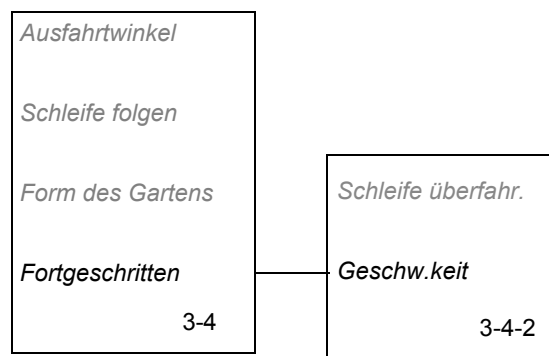 Ausfahrtwinkel
Schleife folgen
Form des Gartens
Fortgeschritten
3-4
Schleife überfahr.
Geschw.keit
3-4-2